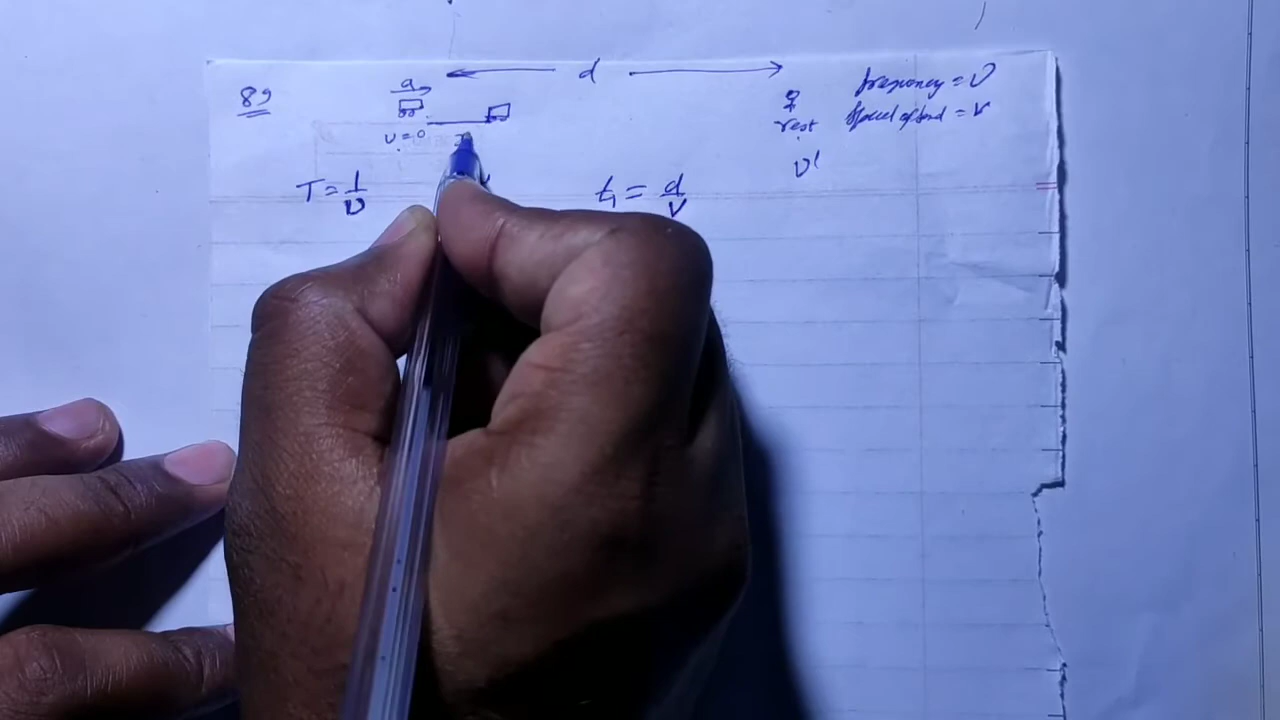 89
a
d
frequency = ν
u = 0
rest
Speed of sound = v
ν'
T = 1/ν
t₁ = d/v